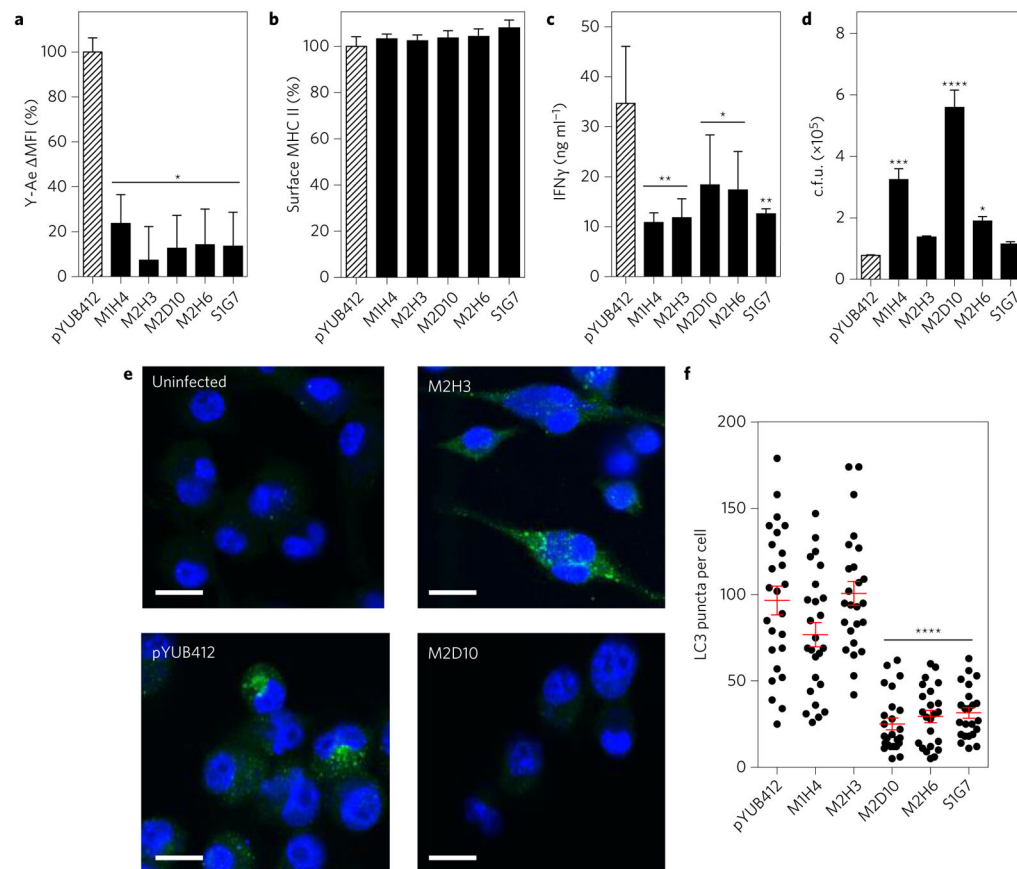 a
Y-Ae ΔMFI (%)
100
80
60
40
20
0
*
pYUB412
M1H4
M2H3
M2D10
M2H6
S1G7
b
Surface MHC II (%)
100
80
60
40
20
0
pYUB412
M1H4
M2H3
M2D10
M2H6
S1G7
c
IFNγ (ng ml⁻¹)
50
40
30
20
10
0
**
*
**
pYUB412
M1H4
M2H3
M2D10
M2H6
S1G7
d
c.f.u. (×10⁵)
8
6
4
2
0
***
****
*
pYUB412
M1H4
M2H3
M2D10
M2H6
S1G7
e
Uninfected
M2H3
pYUB412
M2D10
f
LC3 puncta per cell
200
150
100
50
0
****
pYUB412
M1H4
M2H3
M2D10
M2H6
S1G7